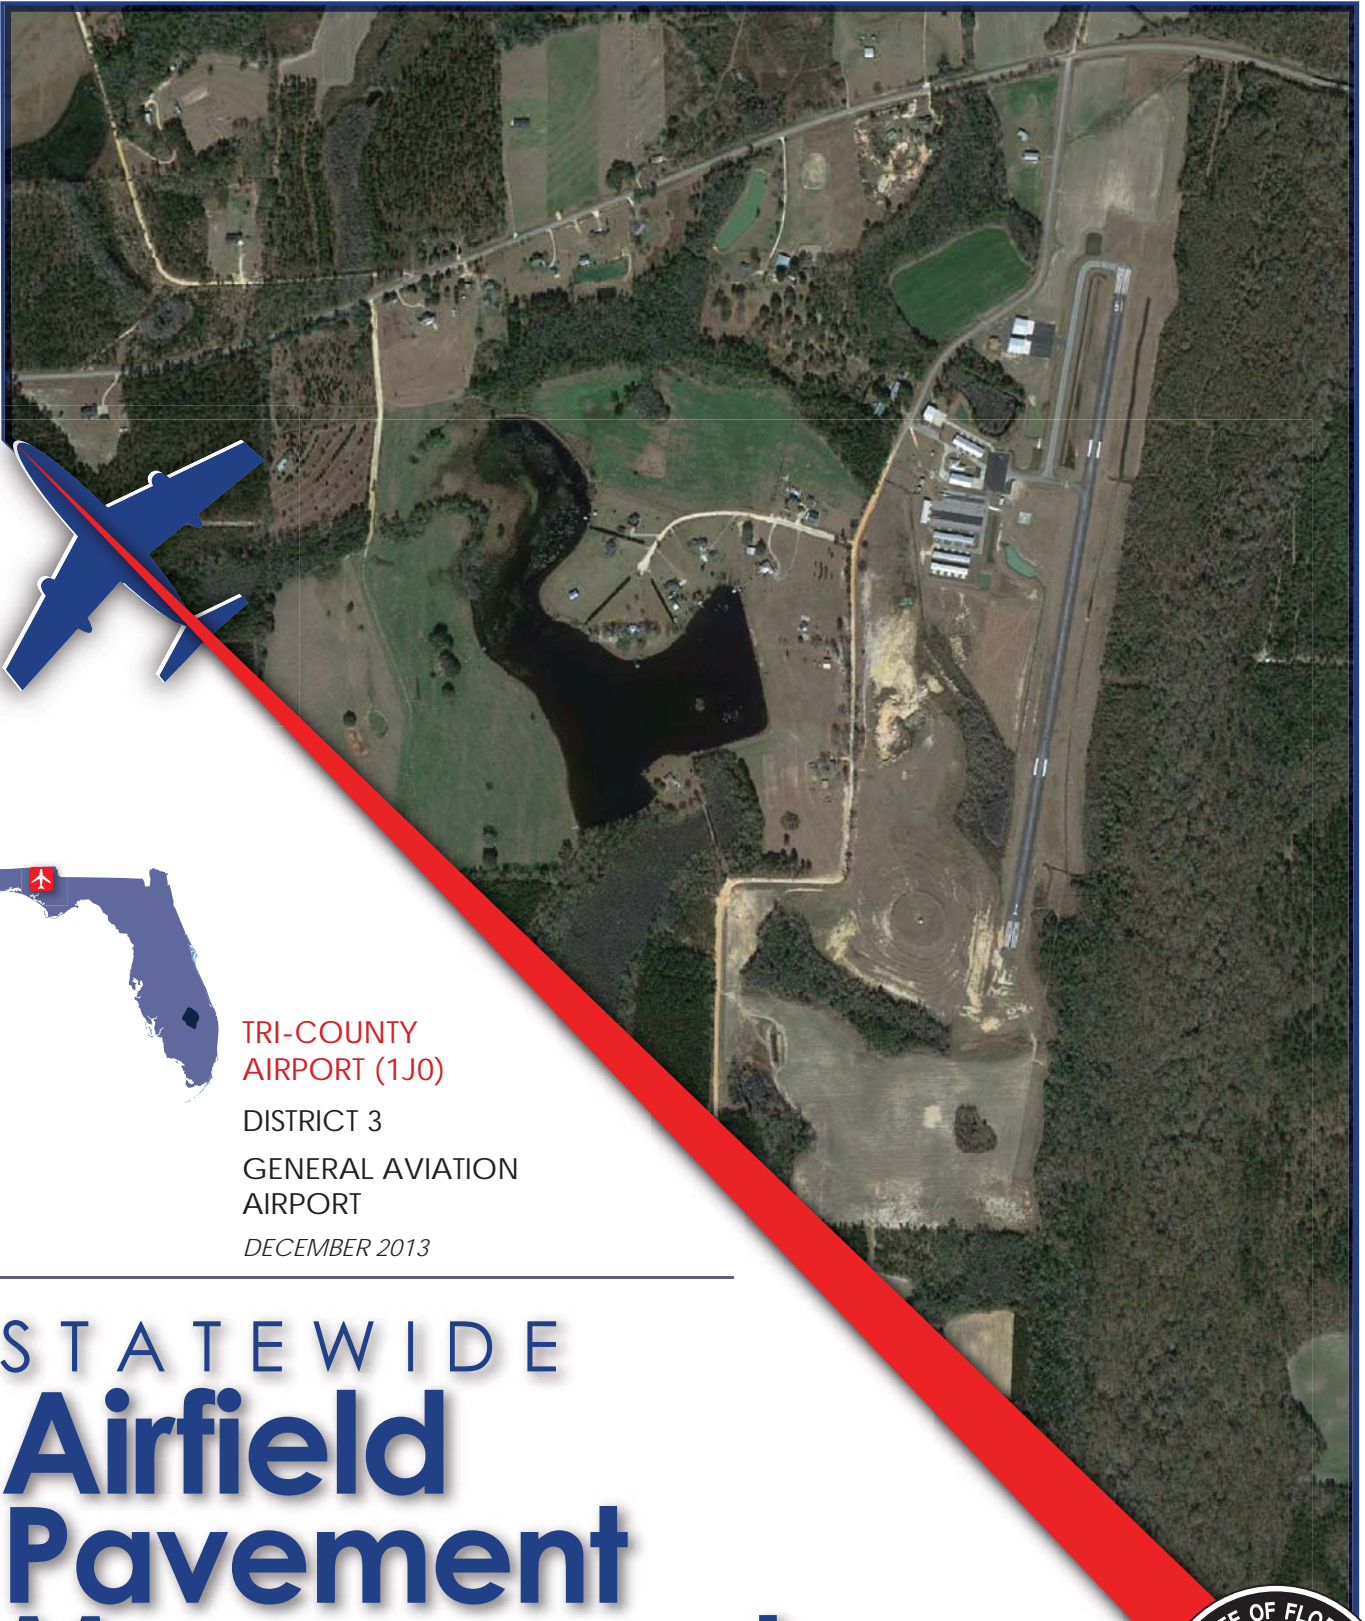 TRI-COUNTY
AIRPORT (1J0)
DISTRICT 3
GENERAL AVIATION
AIRPORT
DECEMBER 2013
STATEWIDE
Airfield
Pavement
OF FLO